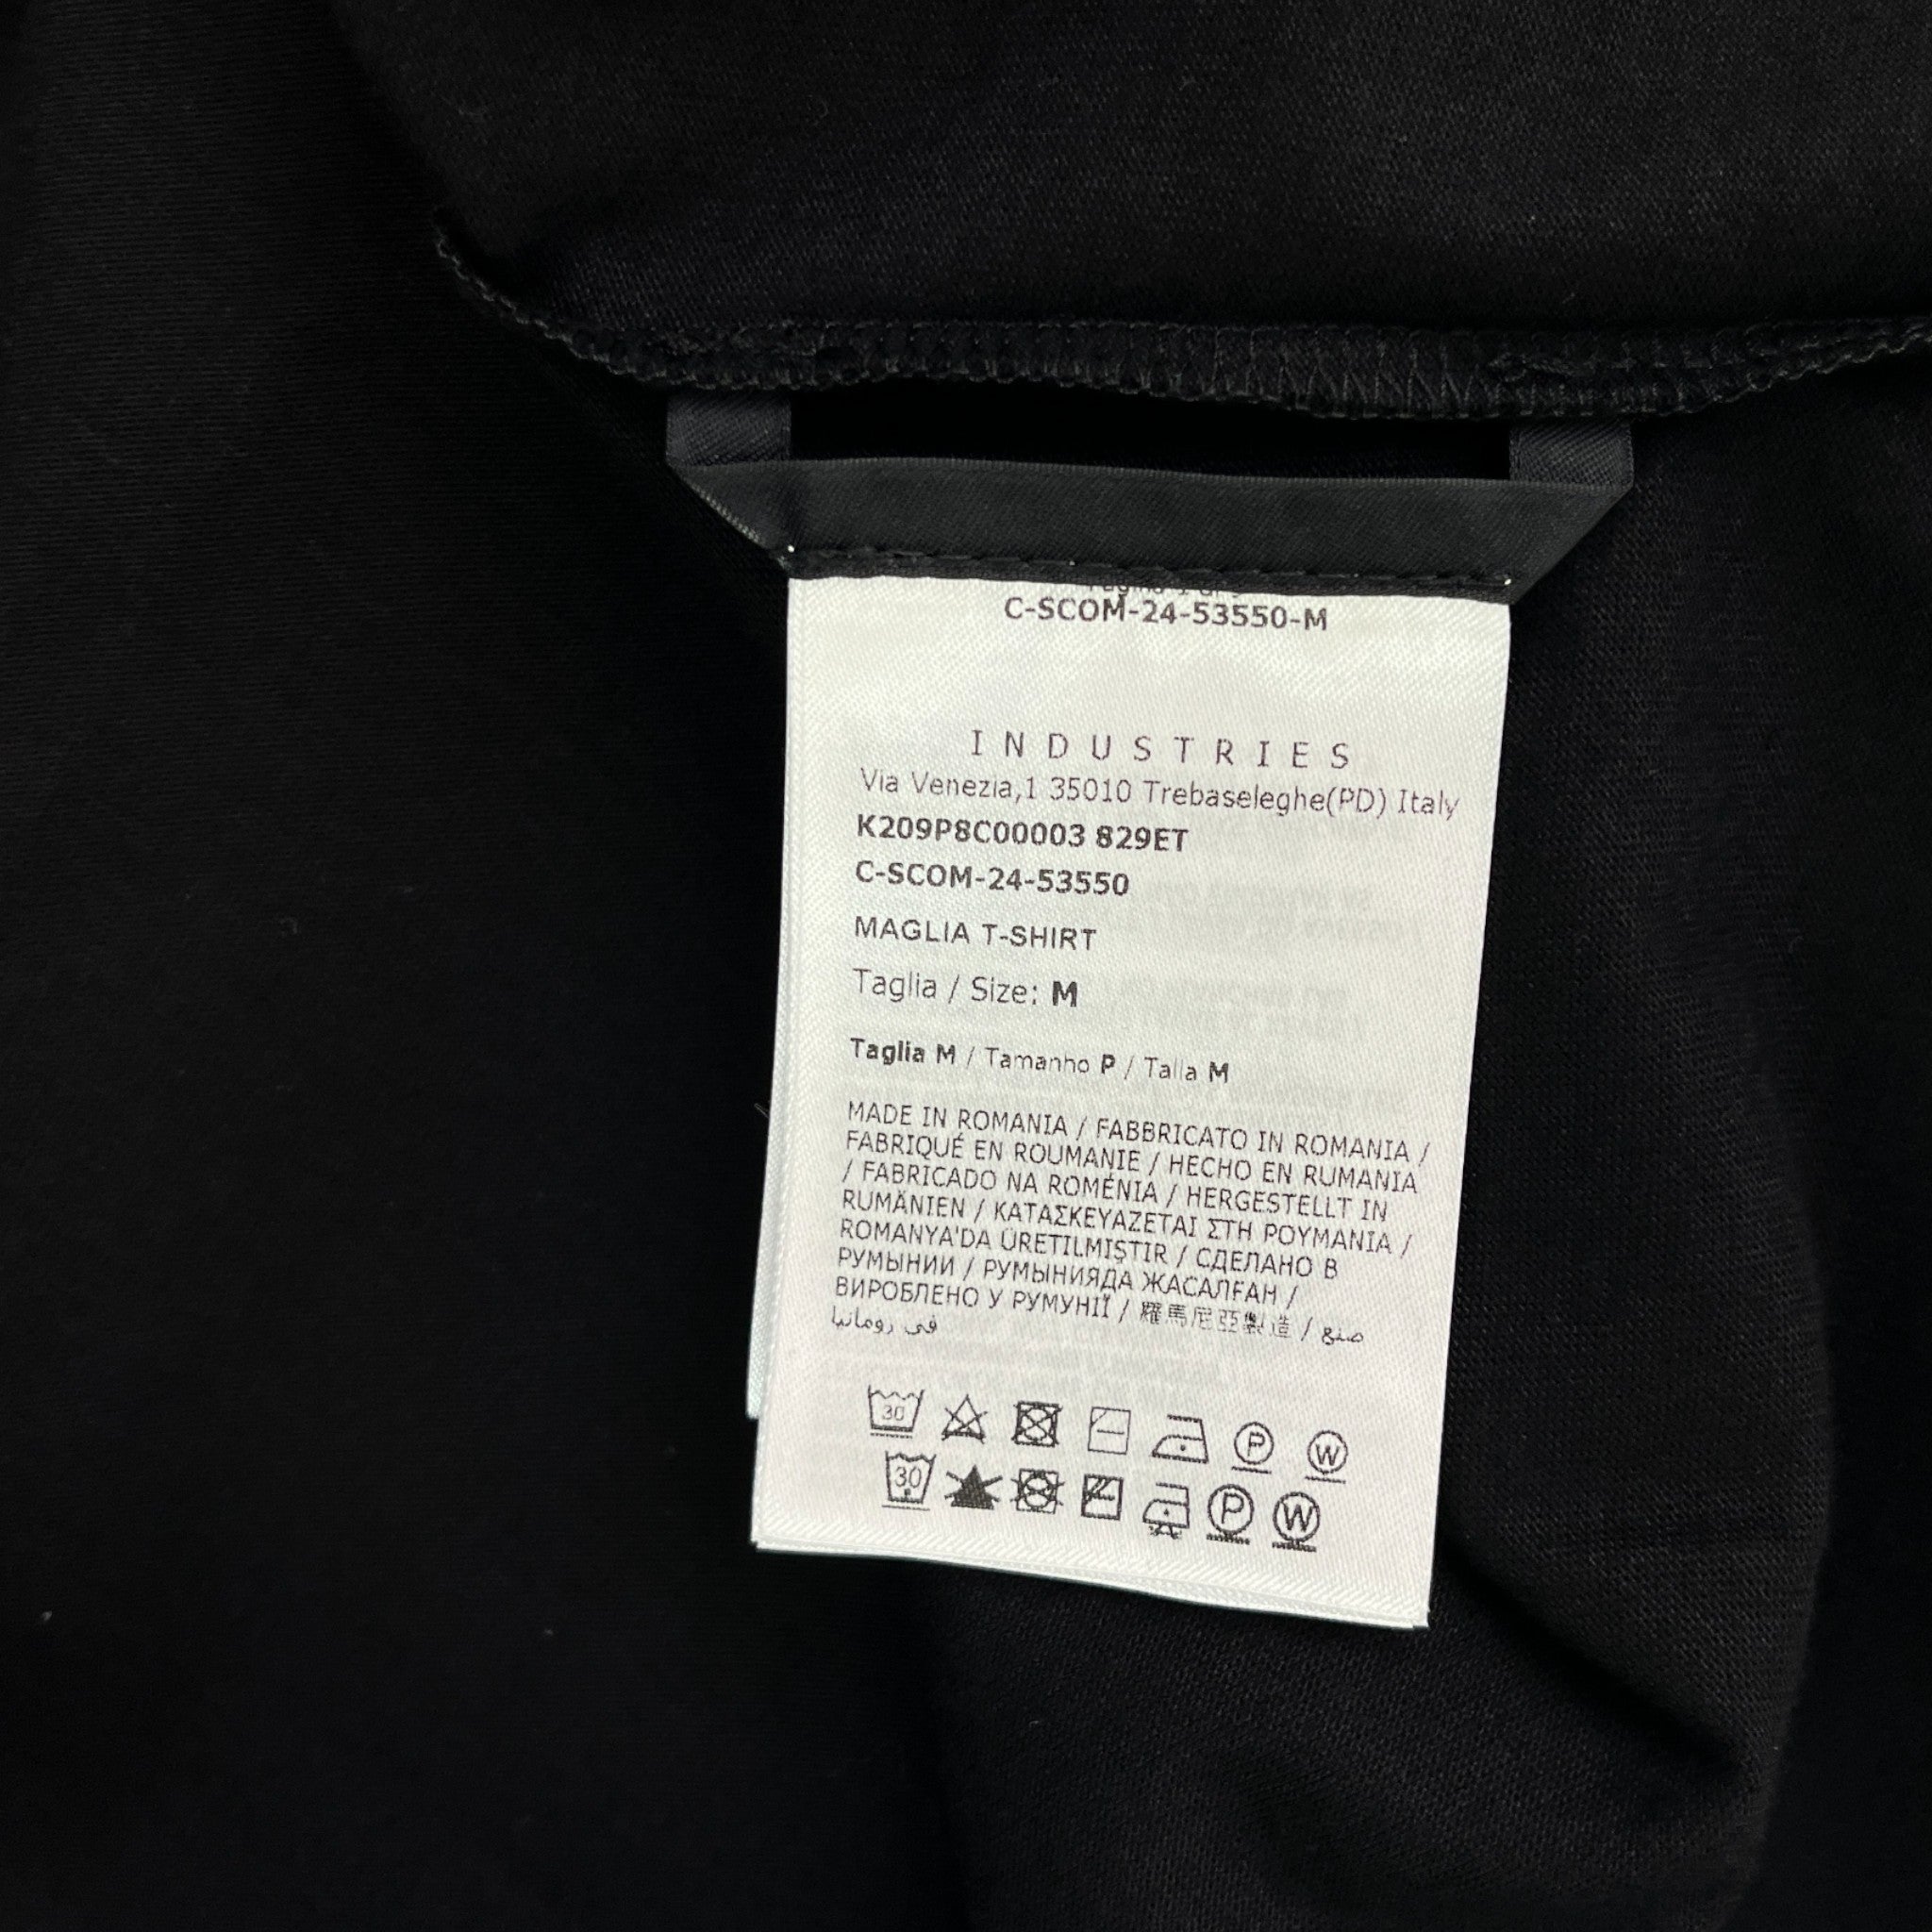 C-SCOM-24-53550-M
INDUSTRIES
Via Venezia,1 35010 Trebaseleghe(PD) Italy
K209P8C00003 829ET
C-SCOM-24-53550
MAGLIA T-SHIRT
Taglia / Size: M
Taglia M / Tamanho P / Talla M
MADE IN ROMANIA / FABBRICATO IN ROMANIA /
FABRIQUÉ EN ROUMANIE / HECHO EN RUMANIA
/ FABRICADO NA ROMÉNIA / HERGESTELLT IN
RUMÄNIEN / ΚΑΤΑΣΚΕΥΑΖΕΤΑΙ ΣΤΗ ΡΟΥΜΑΝΙΑ /
ROMANYA'DA ÜRETILMIŞTIR / СДЕЛАНО В
РУМЫНИИ / РУМЫНИЯДА ЖАСАЛҒАН /
ВИРОБЛЕНО У РУМУНІЇ / 羅馬尼亞製造 / صنع
في رومانيا
30 P W
30 P W